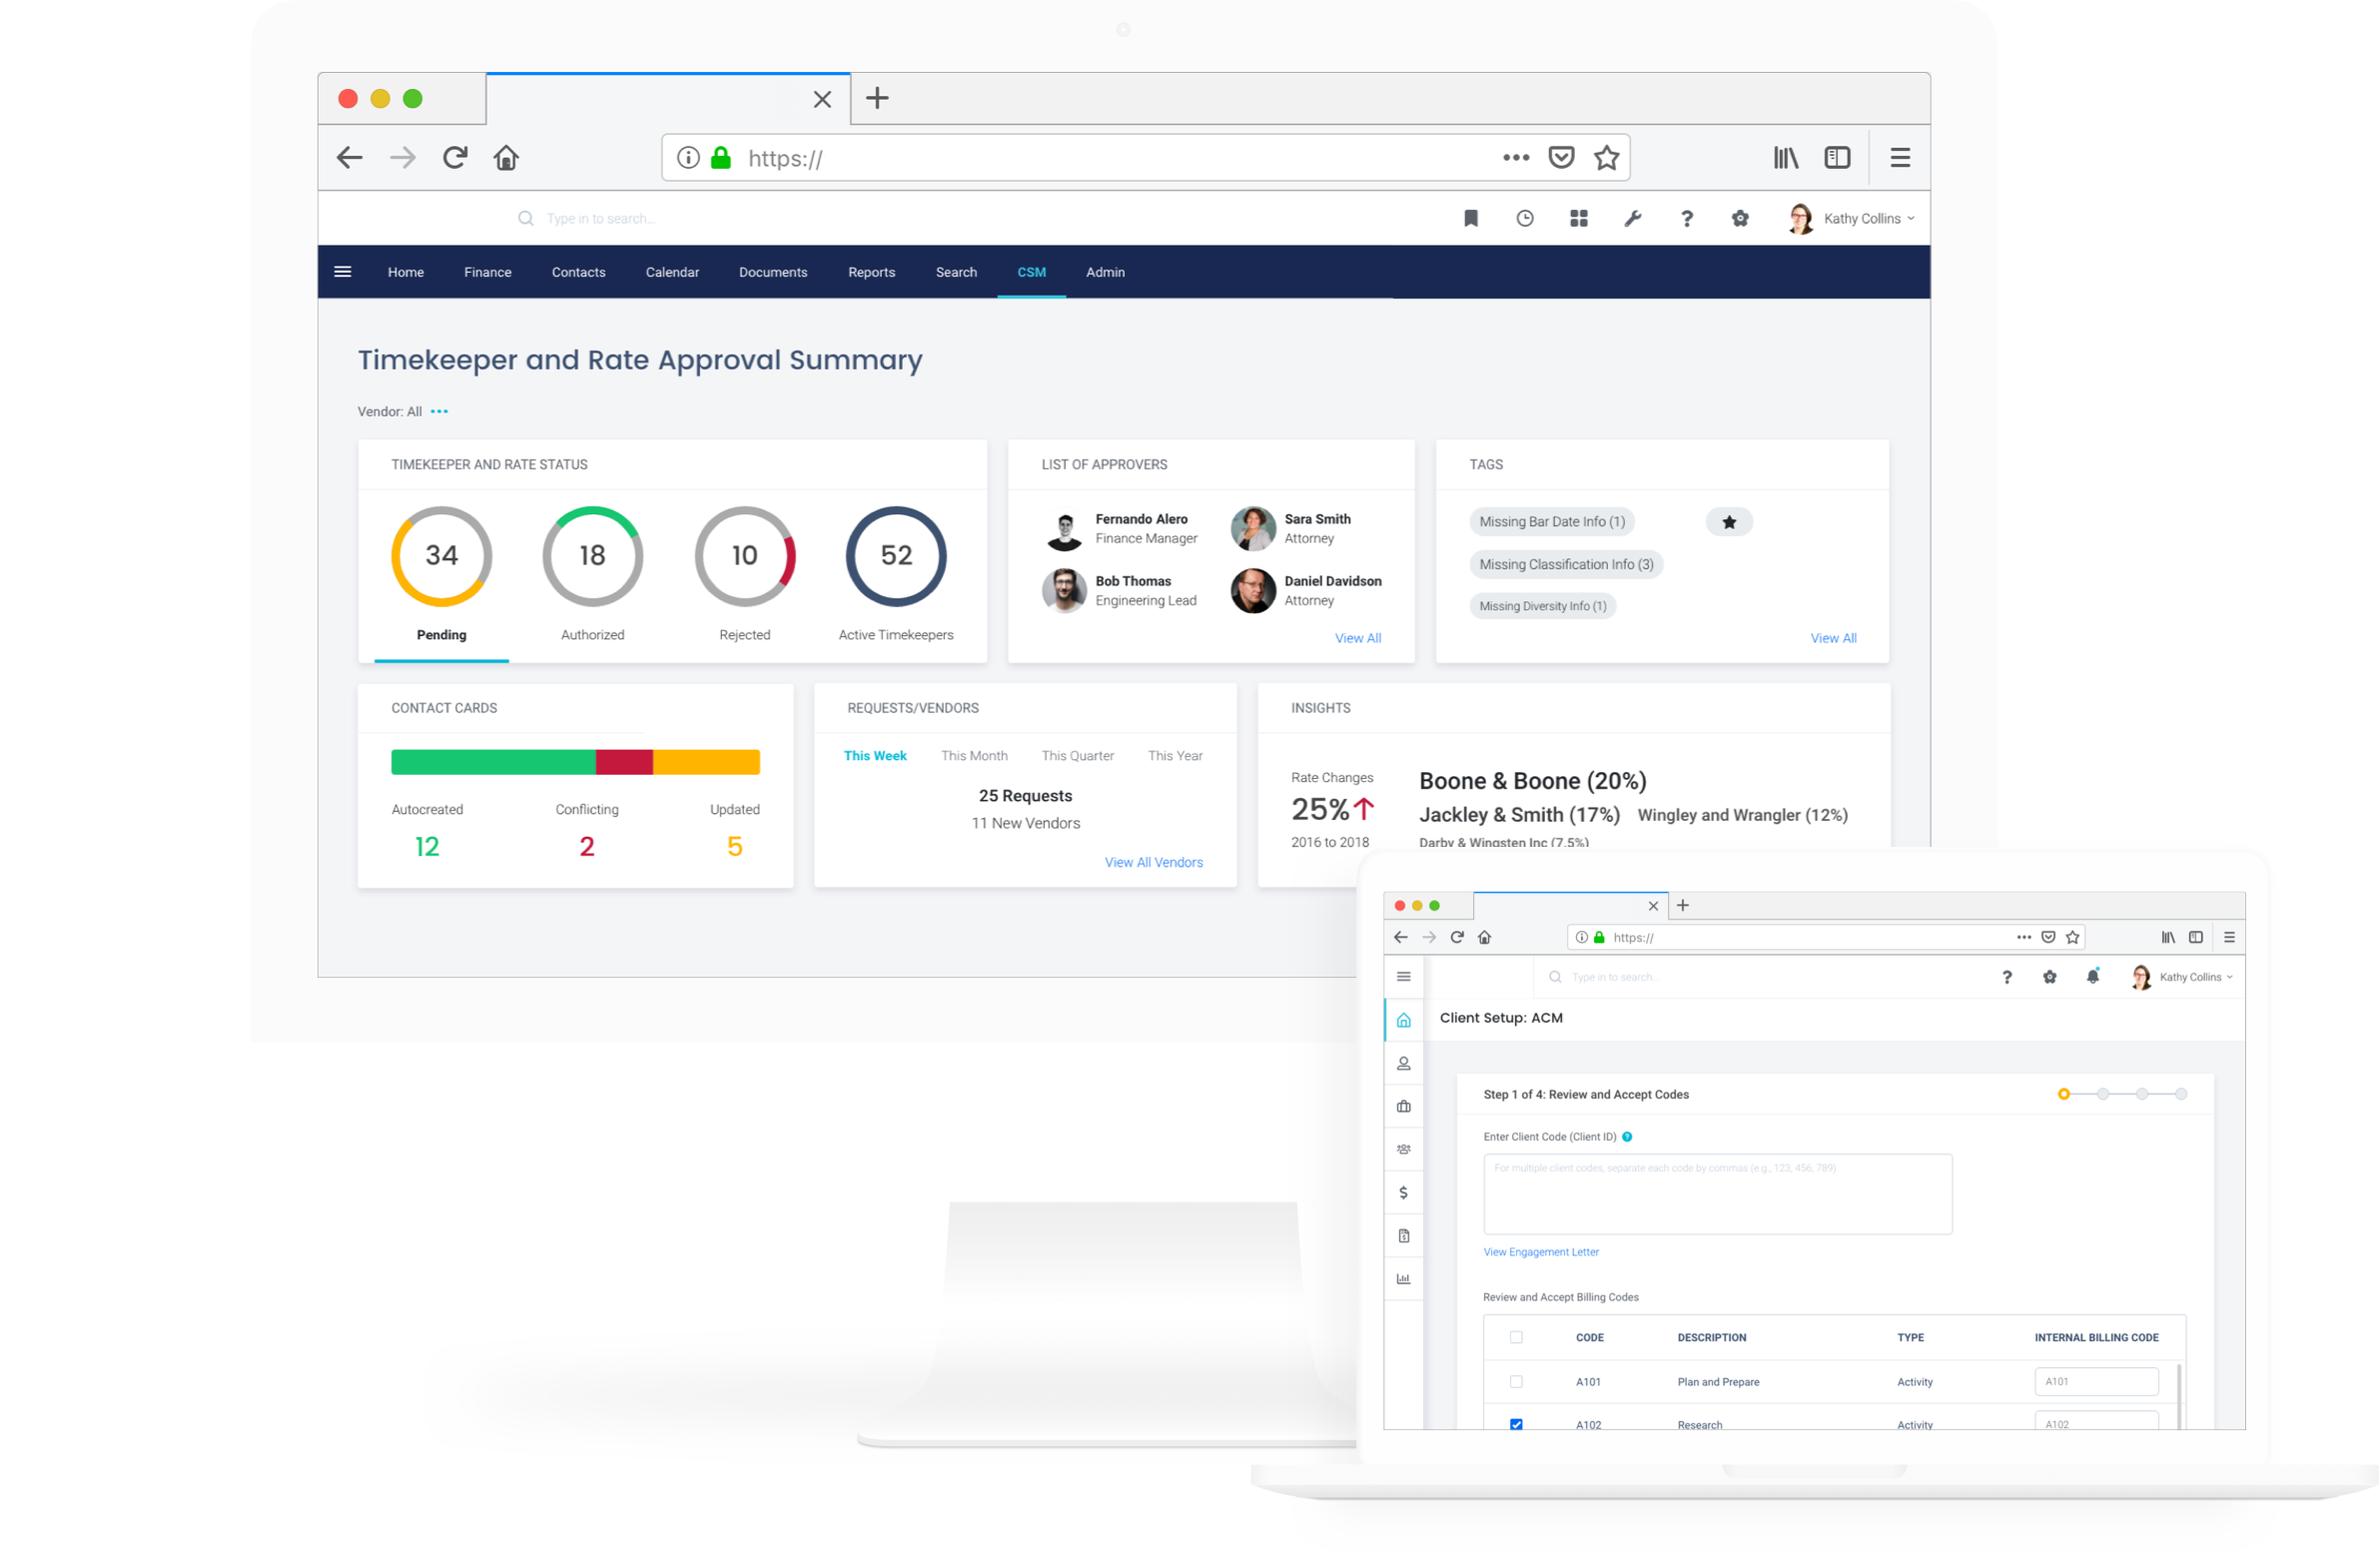 https://
Type in to search...
Kathy Collins
Home Finance Contacts Calendar Documents Reports Search CSM Admin
Timekeeper and Rate Approval Summary
Vendor: All
TIMEKEEPER AND RATE STATUS
34 18 10 52
Pending Authorized Rejected Active Timekeepers
LIST OF APPROVERS
Fernando Alero
Finance Manager
Sara Smith
Attorney
Bob Thomas
Engineering Lead
Daniel Davidson
Attorney
View All
TAGS
Missing Bar Date Info (1)
Missing Classification Info (3)
Missing Diversity Info (1)
View All
CONTACT CARDS
Autocreated Conflicting Updated
12 2 5
REQUESTS/VENDORS
This Week This Month This Quarter This Year
25 Requests
11 New Vendors
View All Vendors
INSIGHTS
Rate Changes
25%
2016 to 2018
Boone & Boone (20%)
Jackley & Smith (17%) Wingley and Wrangler (12%)
Darby & Wingsten Inc (7.5%)
https://
Type in to search...
Kathy Collins
Client Setup: ACM
Step 1 of 4: Review and Accept Codes
Enter Client Code (Client ID)
For multiple client codes, separate each code by commas (e.g., 123, 456, 789)
View Engagement Letter
Review and Accept Billing Codes
CODE DESCRIPTION TYPE INTERNAL BILLING CODE
A101 Plan and Prepare Activity A101
A102 Research Activity A102